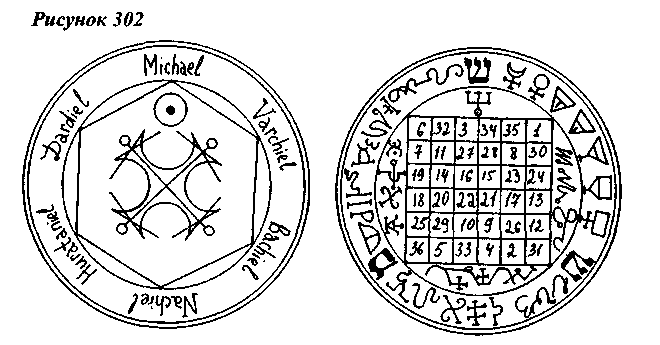 Рисунок 302
Michael
Varchiel
Bachiel
Nachiel
Hurataniel
Dardiel
6 32 3 34 35 1
7 11 27 28 8 30
19 14 16 15 23 24
18 20 22 21 17 13
25 29 10 9 26 12
36 5 33 4 2 31